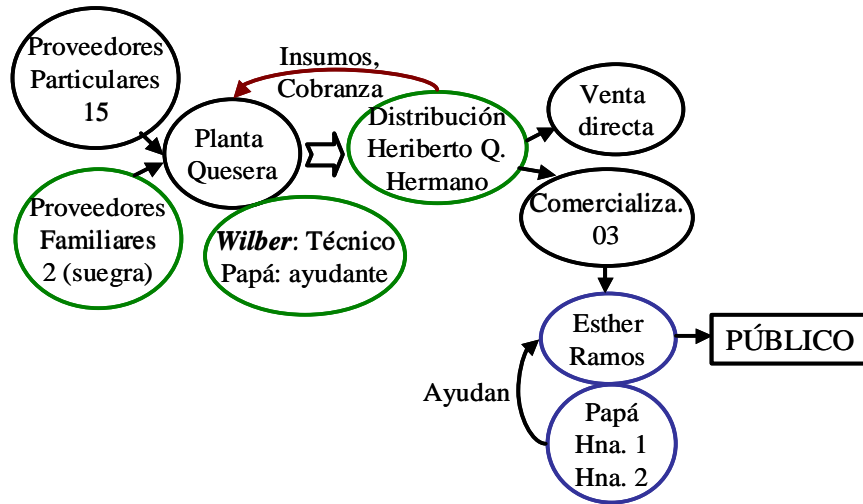 Proveedores
Particulares
15
Insumos,
Cobranza
Planta
Quesera
Distribución
Heriberto Q.
Hermano
Venta
directa
Proveedores
Familiares
2 (suegra)
Wilber: Técnico
Papá: ayudante
Comercializa.
03
Esther
Ramos
PÚBLICO
Ayudan
Papá
Hna. 1
Hna. 2